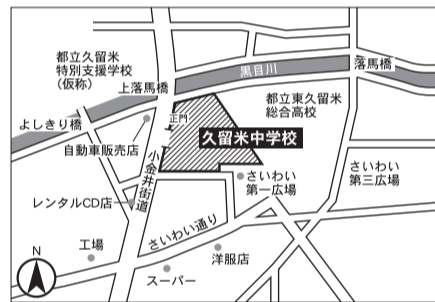 都立久留米
特別支援学校
(仮称)
上落馬橋
黒目川
落馬橋
よしきり橋
正門
都立東久留米
総合高校
自動車販売店
久留米中学校
小金井街道
さいわい
第一広場
さいわい
第三広場
レンタルCD店
さいわい通り
工場
スーパー
洋服店
N